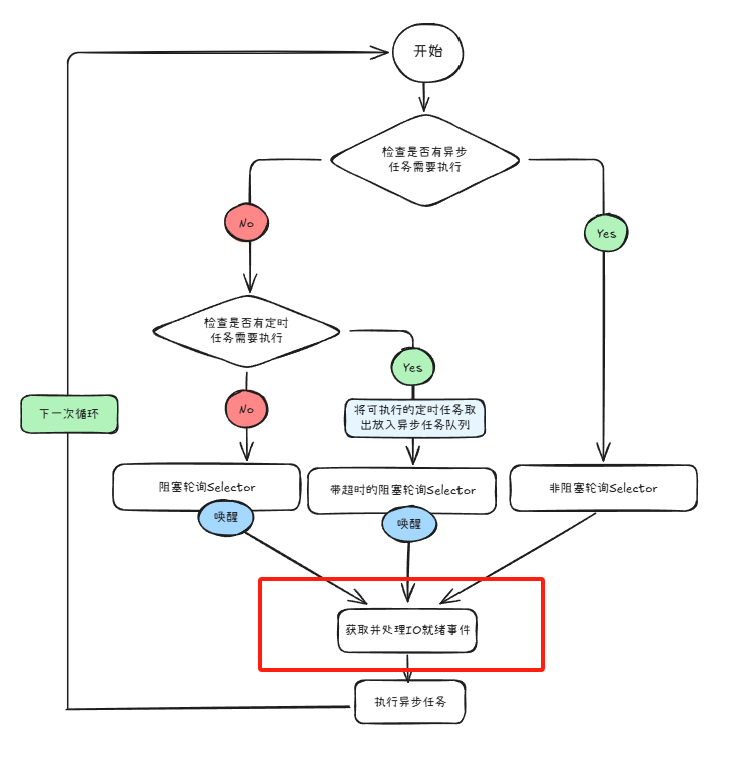 开始
检查是否有异步
任务需要执行
No
Yes
检查是否有定时
任务需要执行
Yes
No
下一次循环
将可执行的定时任务取
出放入异步任务队列
阻塞轮询Selector
带超时的阻塞轮询Selector
非阻塞轮询Selector
唤醒
唤醒
获取并处理IO就绪事件
执行异步任务